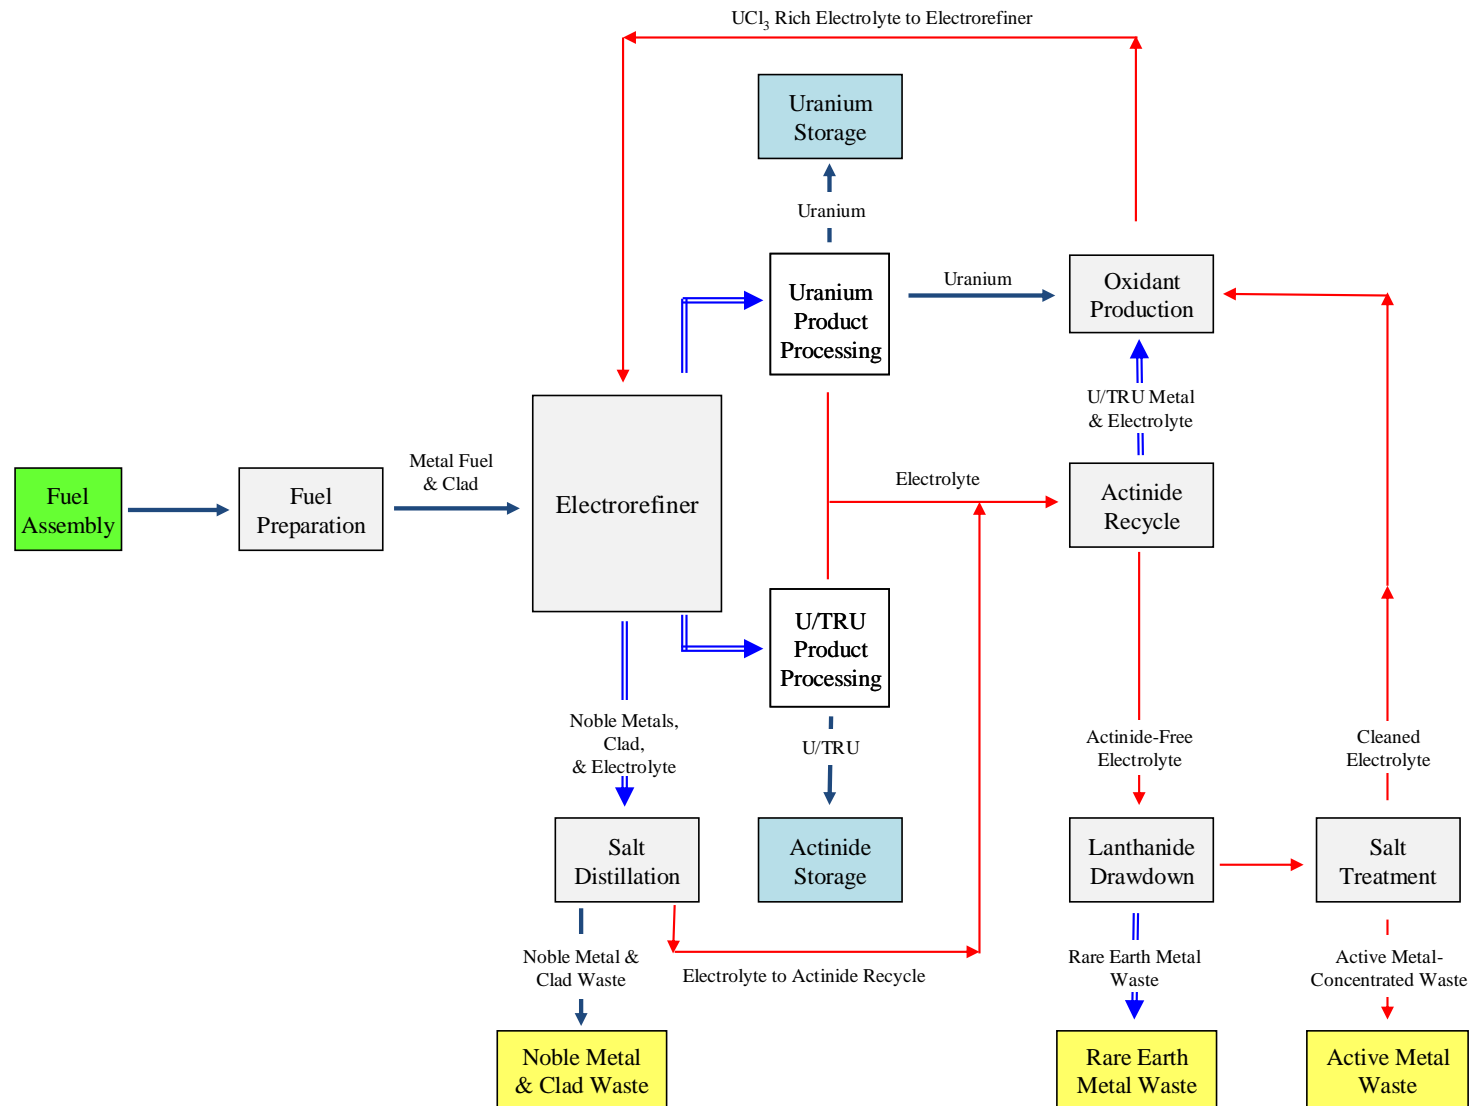 UCl3 Rich Electrolyte to Electrorefiner
Uranium
Storage
Uranium
Uranium
Product
Processing
Uranium
Oxidant
Production
U/TRU Metal
& Electrolyte
Metal Fuel
& Clad
Fuel
Assembly
Fuel
Preparation
Electrorefiner
Electrolyte
Actinide
Recycle
U/TRU
Product
Processing
Noble Metals,
Clad,
& Electrolyte
U/TRU
Actinide-Free
Electrolyte
Cleaned
Electrolyte
Salt
Distillation
Actinide
Storage
Lanthanide
Drawdown
Salt
Treatment
Noble Metal &
Clad Waste
Electrolyte to Actinide Recycle
Rare Earth Metal
Waste
Active Metal-
Concentrated Waste
Noble Metal
& Clad Waste
Rare Earth
Metal Waste
Active Metal
Waste